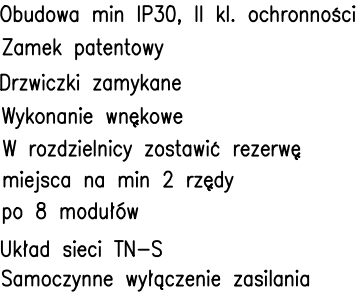 Obudowa min IP30, II kl. ochronności
Zamek patentowy
Drzwiczki zamykane
Wykonanie wnękowe
W rozdzielnicy zostawić rezerwę
miejsca na min 2 rzędy
po 8 modułów
Układ sieci TN-S
Samoczynne wyłączenie zasilania